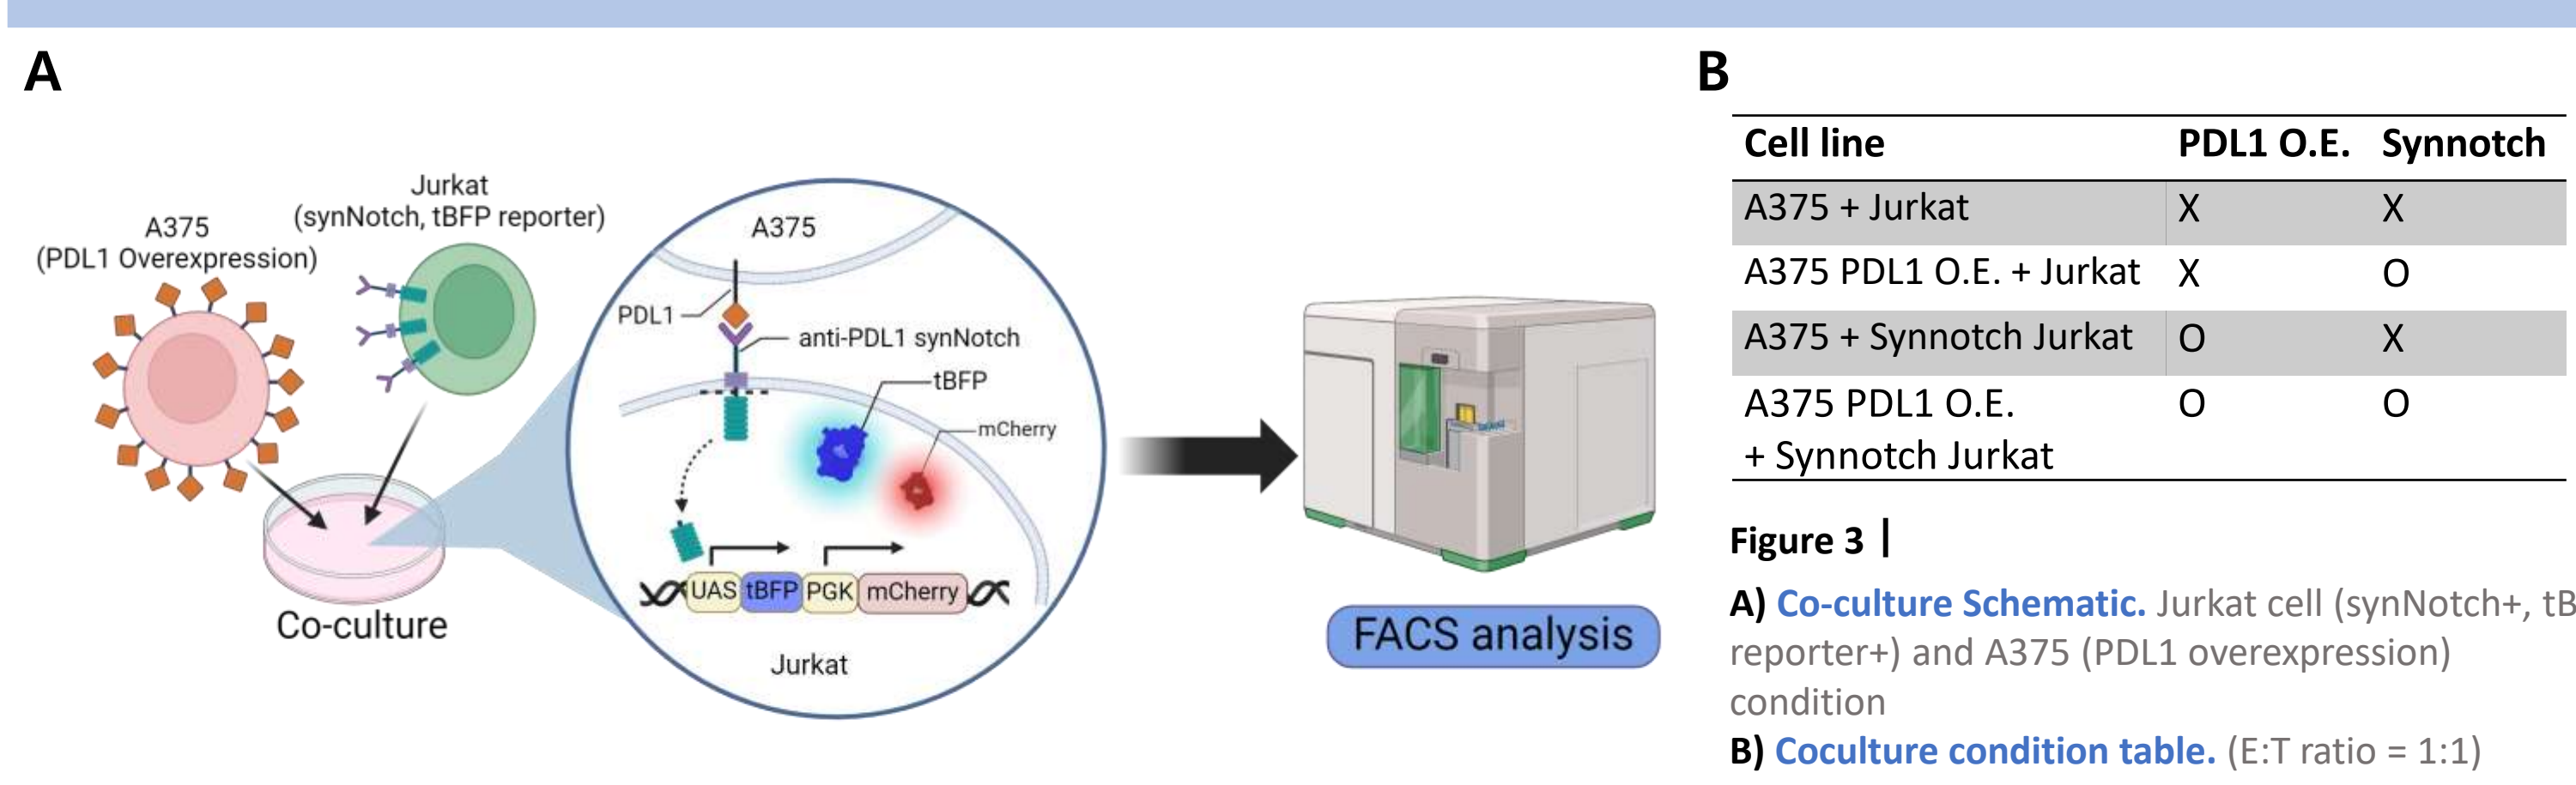 A
A375
(PDL1 Overexpression)
Jurkat
(synNotch, tBFP reporter)
Co-culture
A375
PDL1
anti-PDL1 synNotch
tBFP
mCherry
UAS tBFP PGK mCherry
Jurkat
FACS analysis
B
Cell line PDL1 O.E. Synnotch
A375 + Jurkat X X
A375 PDL1 O.E. + Jurkat X O
A375 + Synnotch Jurkat O X
A375 PDL1 O.E. O O
+ Synnotch Jurkat
Figure 3 |
A) Co-culture Schematic. Jurkat cell (synNotch+, tB
reporter+) and A375 (PDL1 overexpression)
condition
B) Coculture condition table. (E:T ratio = 1:1)